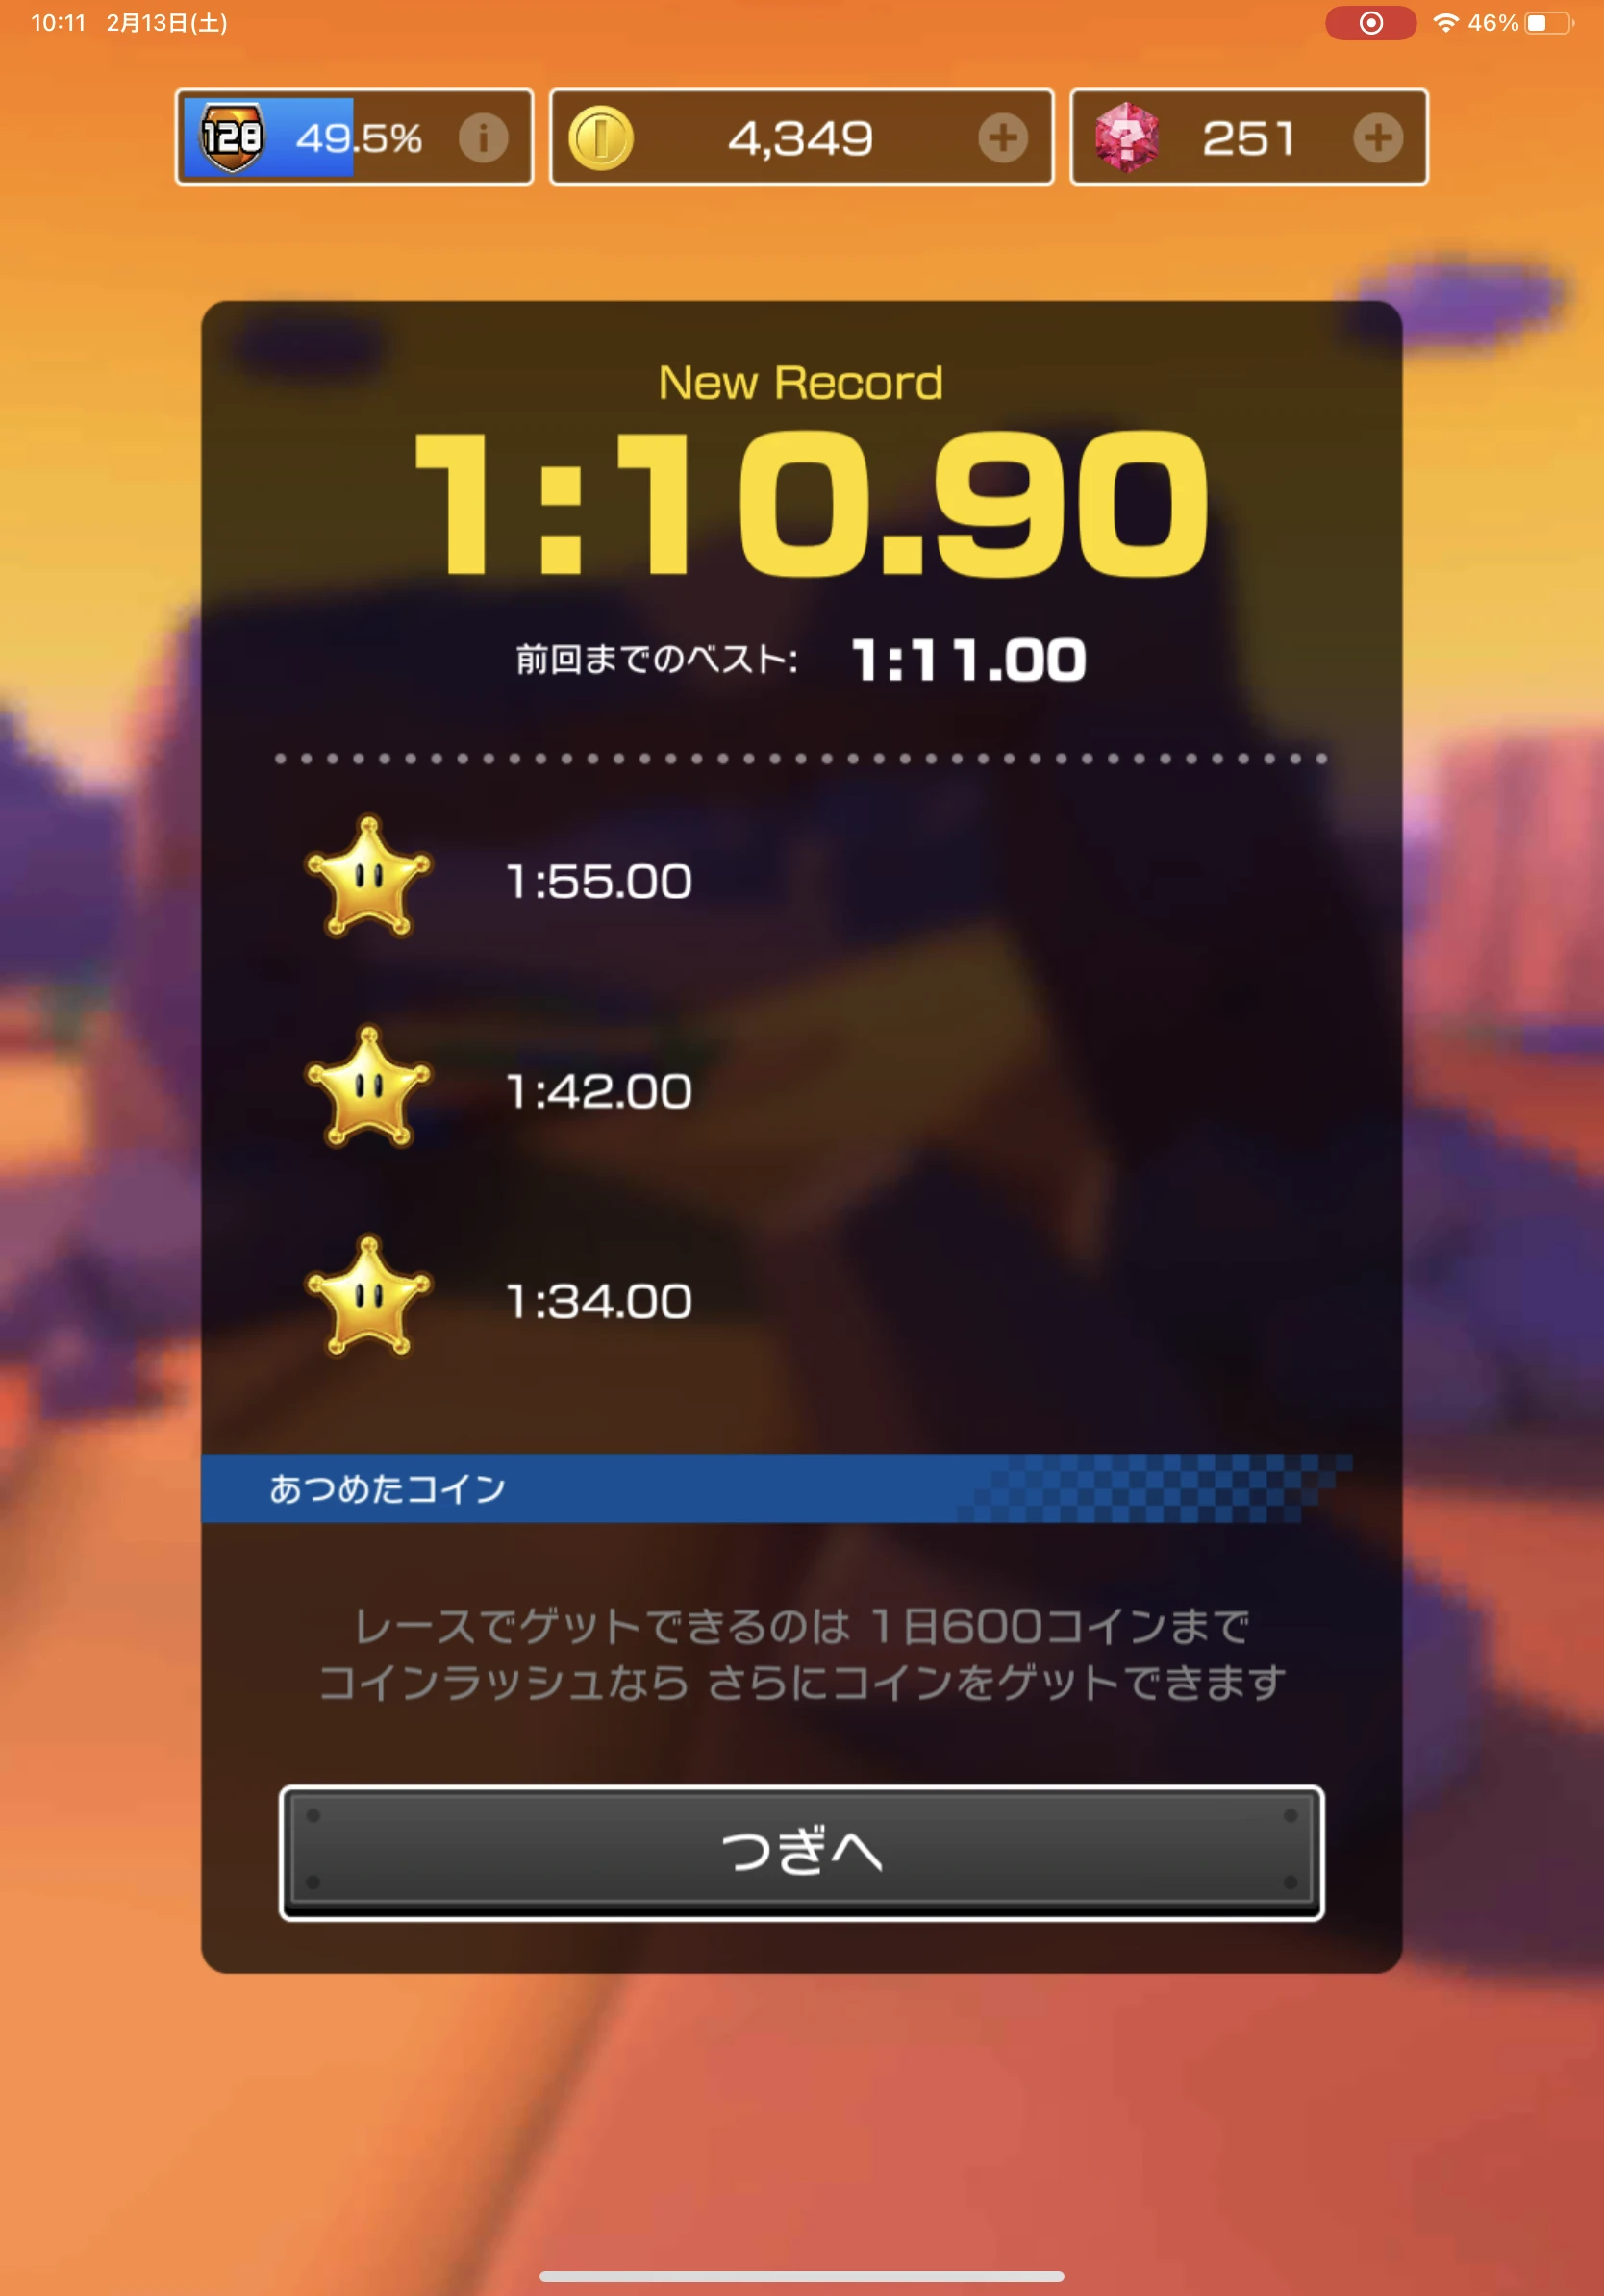 10:11 2月13日(土) 46%
128 49.5% i 4,349 + ? 251 +
New Record
1:10.90
前回までのベスト: 1:11.00
1:55.00
1:42.00
1:34.00
あつめたコイン
レースでゲットできるのは 1日600コインまで
コインラッシュなら さらにコインをゲットできます
つぎへ